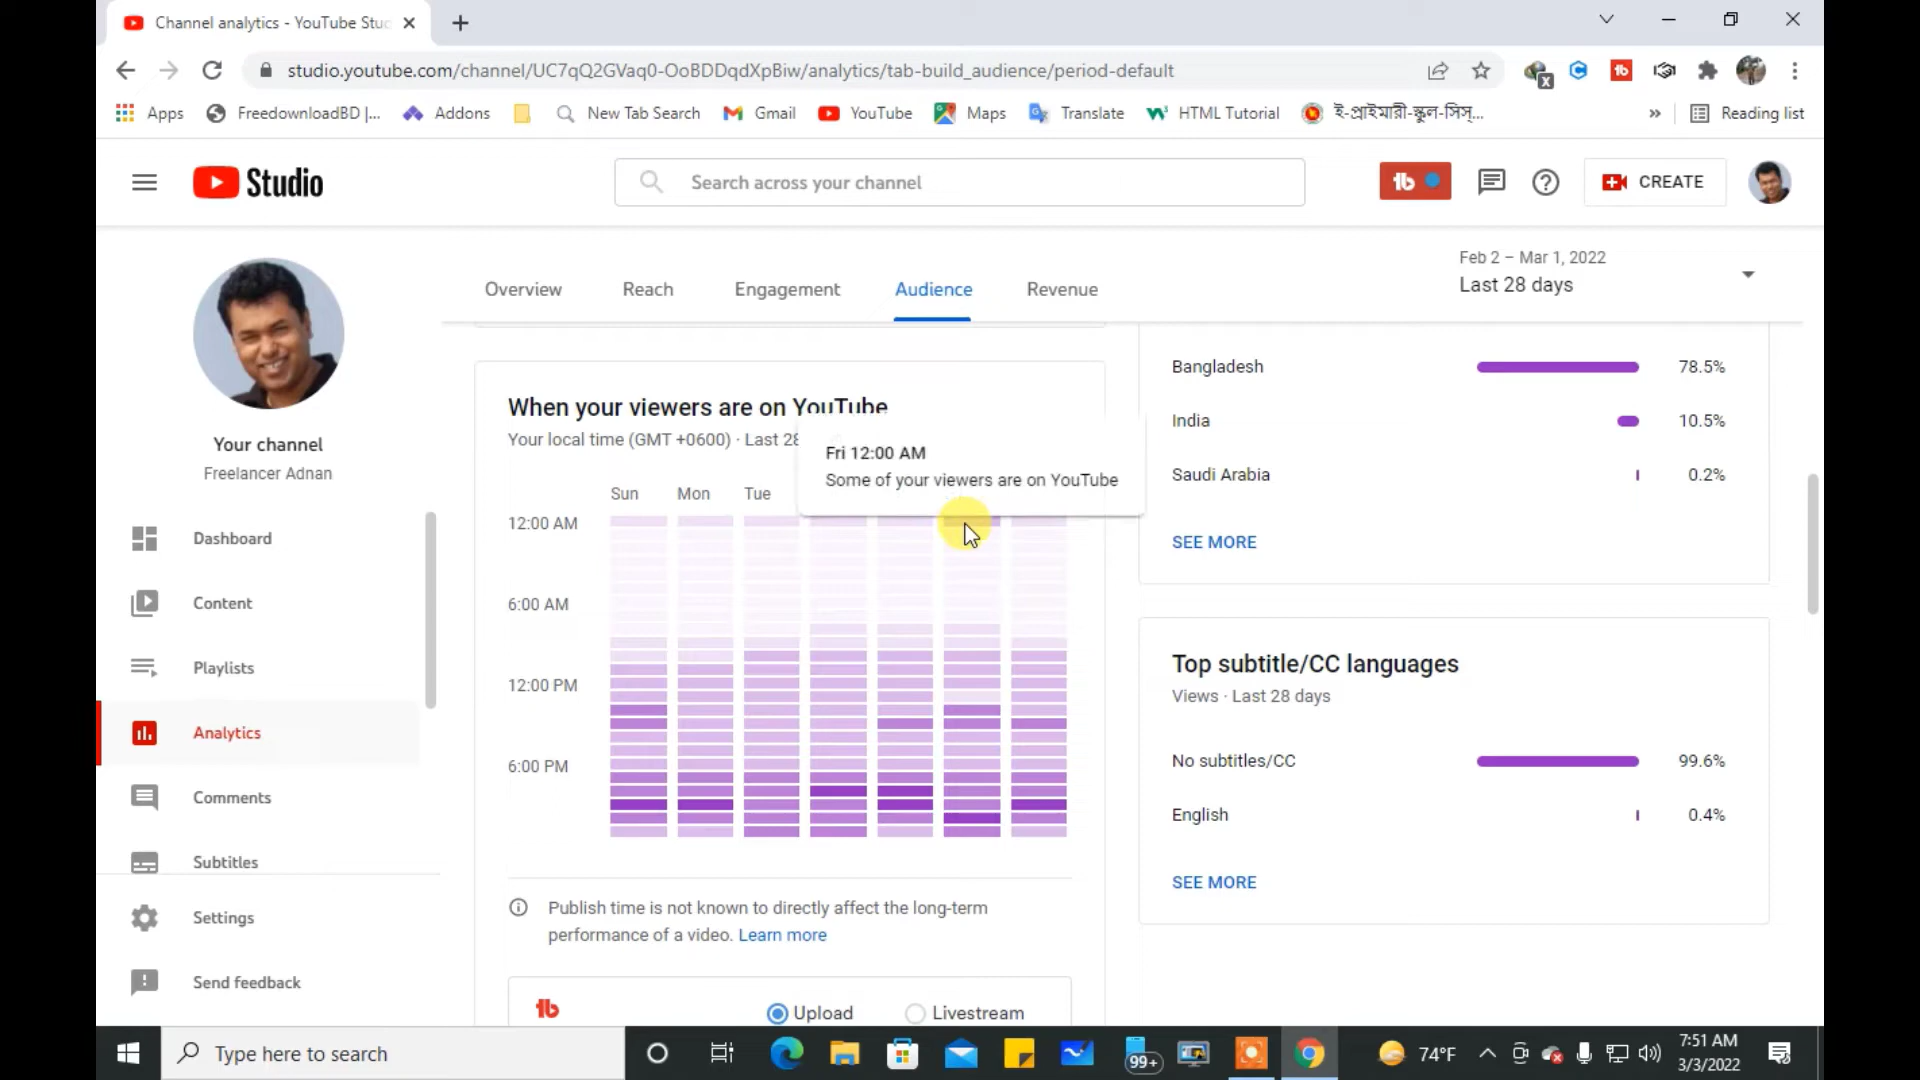 Channel analytics - YouTube Stu
studio.youtube.com/channel/UC7qQ2GVaq0-OoBDDqdXpBiw/analytics/tab-build_audience/period-default
Apps FreedownloadBD |... Addons New Tab Search Gmail YouTube Maps Translate HTML Tutorial ই-প্রাইমারী-স্কুল-সিস্... » Reading list
Studio
Search across your channel
CREATE
Your channel
Freelancer Adnan
Dashboard
Content
Playlists
Analytics
Comments
Subtitles
Settings
Send feedback
Overview Reach Engagement Audience Revenue
Feb 2 – Mar 1, 2022
Last 28 days
When your viewers are on YouTube
Your local time (GMT +0600) · Last 28
Fri 12:00 AM
Some of your viewers are on YouTube
Sun Mon Tue
12:00 AM
6:00 AM
12:00 PM
6:00 PM
Publish time is not known to directly affect the long-term
performance of a video. Learn more
Upload Livestream
Bangladesh 78.5%
India 10.5%
Saudi Arabia 0.2%
SEE MORE
Top subtitle/CC languages
Views · Last 28 days
No subtitles/CC 99.6%
English 0.4%
SEE MORE
Type here to search
99+
74°F
7:51 AM
3/3/2022